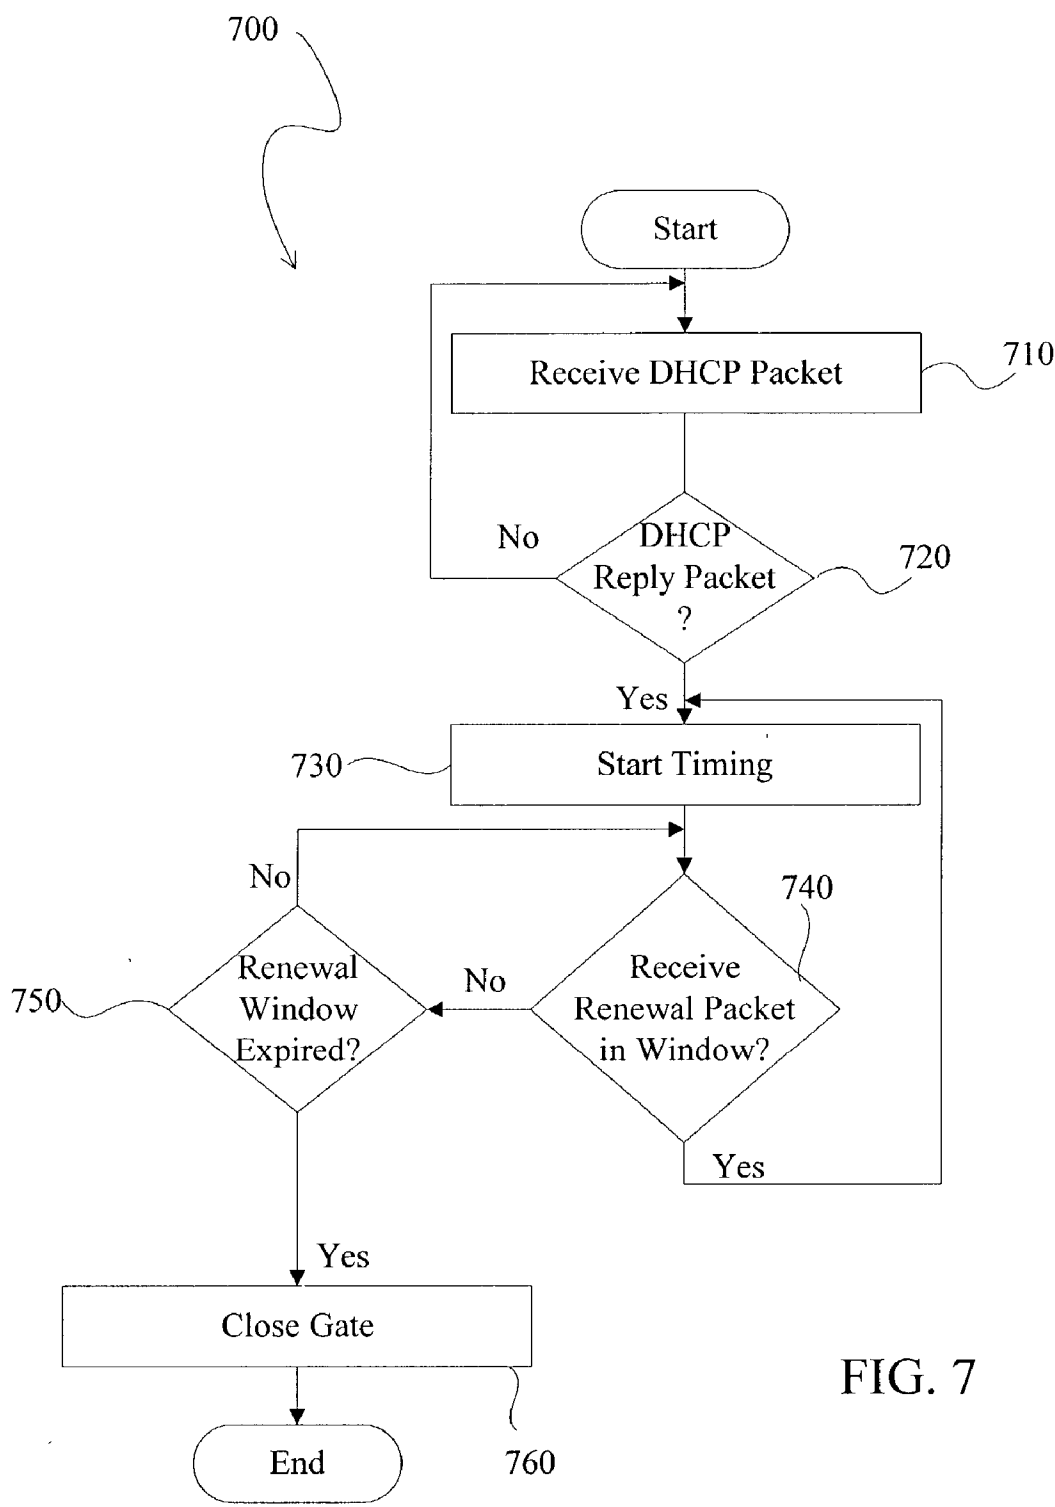 700
Start
Receive DHCP Packet
710
No
DHCP
Reply Packet
?
720
Yes
730
Start Timing
No
740
Renewal
Window
Expired?
750
No
Receive
Renewal Packet
in Window?
Yes
Yes
Close Gate
FIG. 7
End
760